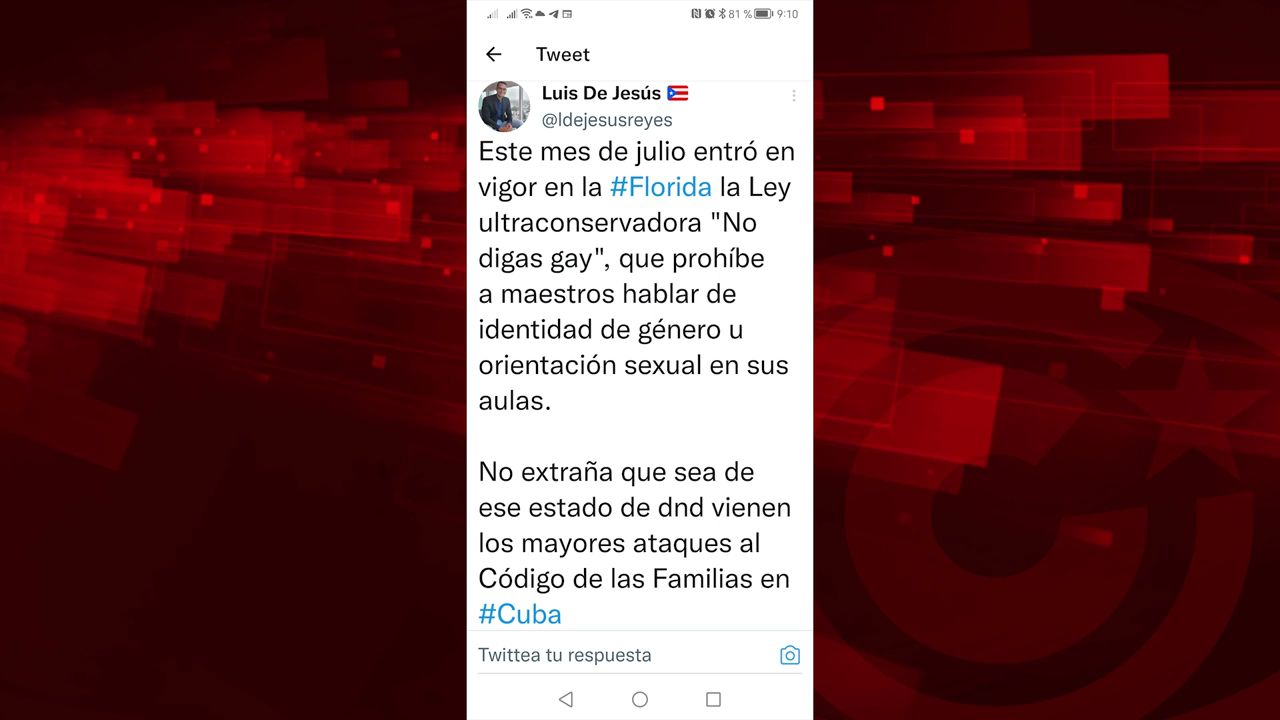 81 % 9:10
Tweet
Luis De Jesús 🇵🇷
@ldejesusreyes
Este mes de julio entró en
vigor en la #Florida la Ley
ultraconservadora "No
digas gay", que prohíbe
a maestros hablar de
identidad de género u
orientación sexual en sus
aulas.
No extraña que sea de
ese estado de dnd vienen
los mayores ataques al
Código de las Familias en
#Cuba
Twittea tu respuesta